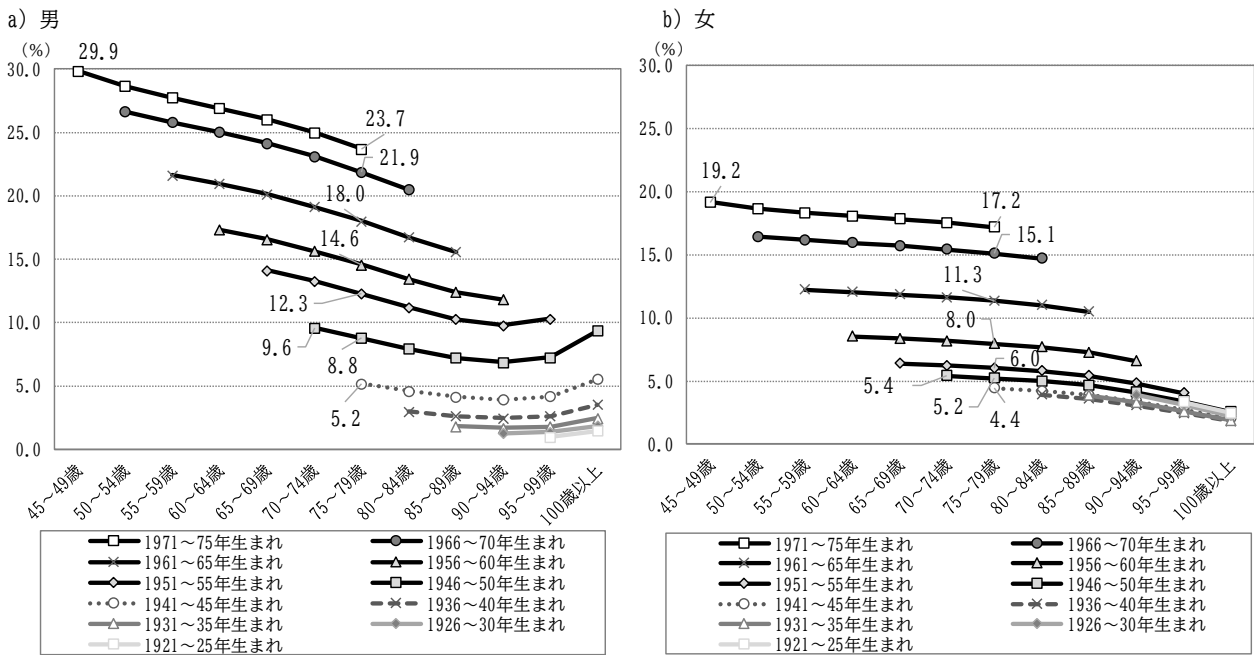 a) 男
(%)
30.0
25.0
20.0
15.0
10.0
5.0
0.0
29.9
23.7
21.9
18.0
14.6
12.3
9.6
8.8
5.2
45～49歳
50～54歳
55～59歳
60～64歳
65～69歳
70～74歳
75～79歳
80～84歳
85～89歳
90～94歳
95～99歳
100歳以上
1971～75年生まれ
1966～70年生まれ
1961～65年生まれ
1956～60年生まれ
1951～55年生まれ
1946～50年生まれ
1941～45年生まれ
1936～40年生まれ
1931～35年生まれ
1926～30年生まれ
1921～25年生まれ
b) 女
(%)
30.0
25.0
20.0
15.0
10.0
5.0
0.0
19.2
17.2
15.1
11.3
8.0
6.0
5.4
5.2
4.4
45～49歳
50～54歳
55～59歳
60～64歳
65～69歳
70～74歳
75～79歳
80～84歳
85～89歳
90～94歳
95～99歳
100歳以上
1971～75年生まれ
1966～70年生まれ
1961～65年生まれ
1956～60年生まれ
1951～55年生まれ
1946～50年生まれ
1941～45年生まれ
1936～40年生まれ
1931～35年生まれ
1926～30年生まれ
1921～25年生まれ